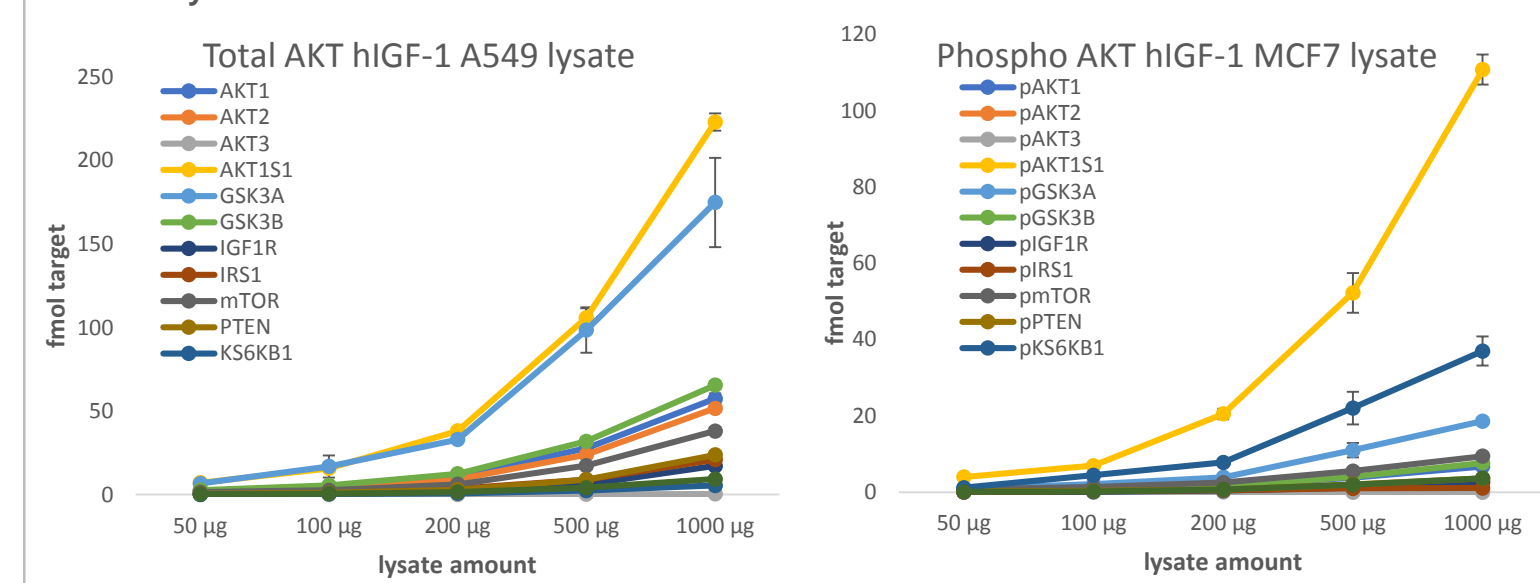 Total AKT hIGF-1 A549 lysate
250
200
150
100
50
0
fmol target
AKT1
AKT2
AKT3
AKT1S1
GSK3A
GSK3B
IGF1R
IRS1
mTOR
PTEN
KS6KB1
50 µg
100 µg
200 µg
500 µg
1000 µg
lysate amount
Phospho AKT hIGF-1 MCF7 lysate
120
100
80
60
40
20
0
fmol target
pAKT1
pAKT2
pAKT3
pAKT1S1
pGSK3A
pGSK3B
pIGF1R
pIRS1
pmTOR
pPTEN
pKS6KB1
50 µg
100 µg
200 µg
500 µg
1000 µg
lysate amount